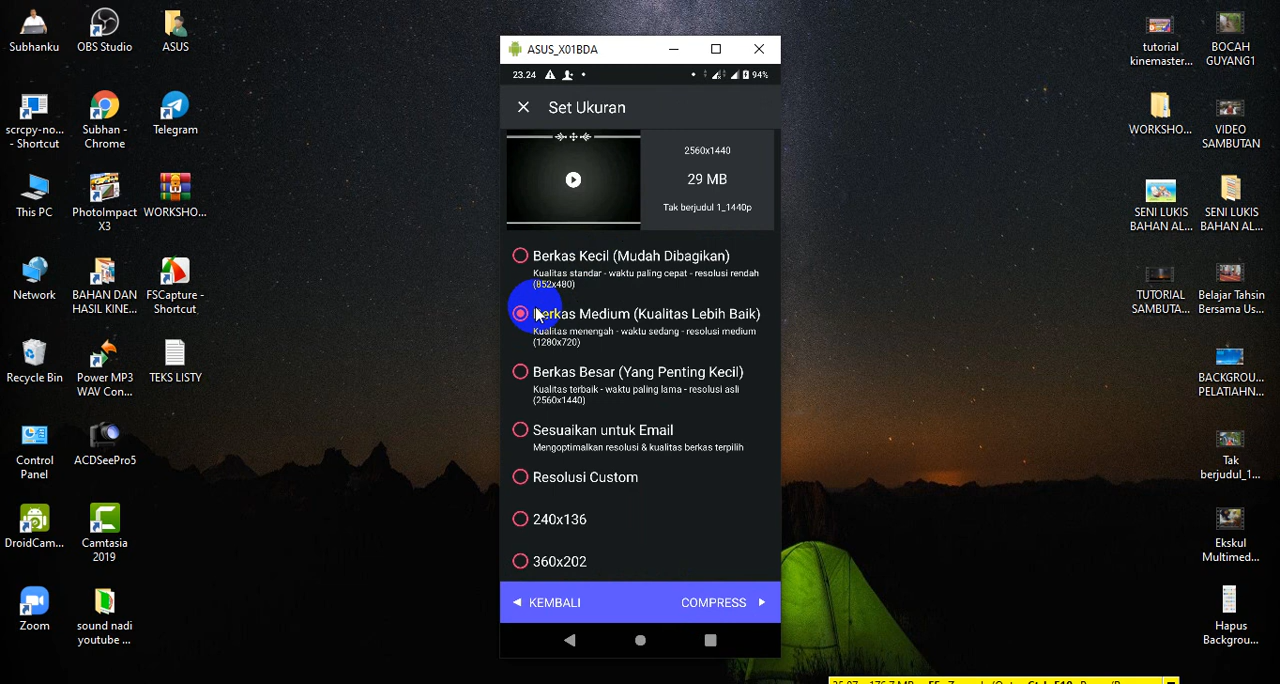 Subhanku
OBS Studio
ASUS
scrcpy-no...
- Shortcut
Subhan -
Chrome
Telegram
This PC
PhotoImpact
X3
WORKSHO...
Network
BAHAN DAN
HASIL KINE...
FSCapture -
Shortcut
Recycle Bin
Power MP3
WAV Con...
TEKS LISTY
Control
Panel
ACDSeePro5
DroidCam...
Camtasia
2019
Zoom
sound nadi
youtube ...
ASUS_X01BDA
23.24
94%
Set Ukuran
2560x1440
29 MB
Tak berjudul 1_1440p
Berkas Kecil (Mudah Dibagikan)
Kualitas standar - waktu paling cepat - resolusi rendah
(852x480)
Berkas Medium (Kualitas Lebih Baik)
Kualitas menengah - waktu sedang - resolusi medium
(1280x720)
Berkas Besar (Yang Penting Kecil)
Kualitas terbaik - waktu paling lama - resolusi asli
(2560x1440)
Sesuaikan untuk Email
Mengoptimalkan resolusi & kualitas berkas terpilih
Resolusi Custom
240x136
360x202
KEMBALI
COMPRESS
tutorial
kinemaster...
BOCAH
GUYANG1
WORKSHO...
VIDEO
SAMBUTAN
SENI LUKIS
BAHAN AL...
SENI LUKIS
BAHAN AL...
TUTORIAL
SAMBUTA...
Belajar Tahsin
Bersama Us...
BACKGROU...
PELATIAHN...
Tak
berjudul_1...
Ekskul
Multimed...
Hapus
Backgrou...